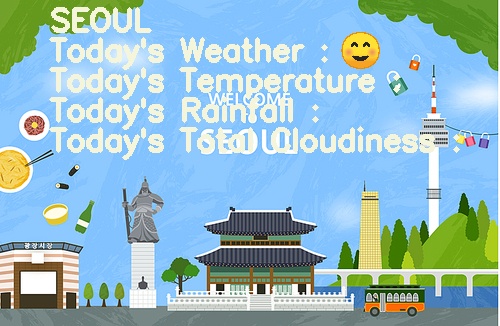 SEOUL
Today's Weather :
Today's Temperature
WELCOME
Today's Rainfall :
Today's Total Cloudiness :
SEOUL
광장시장